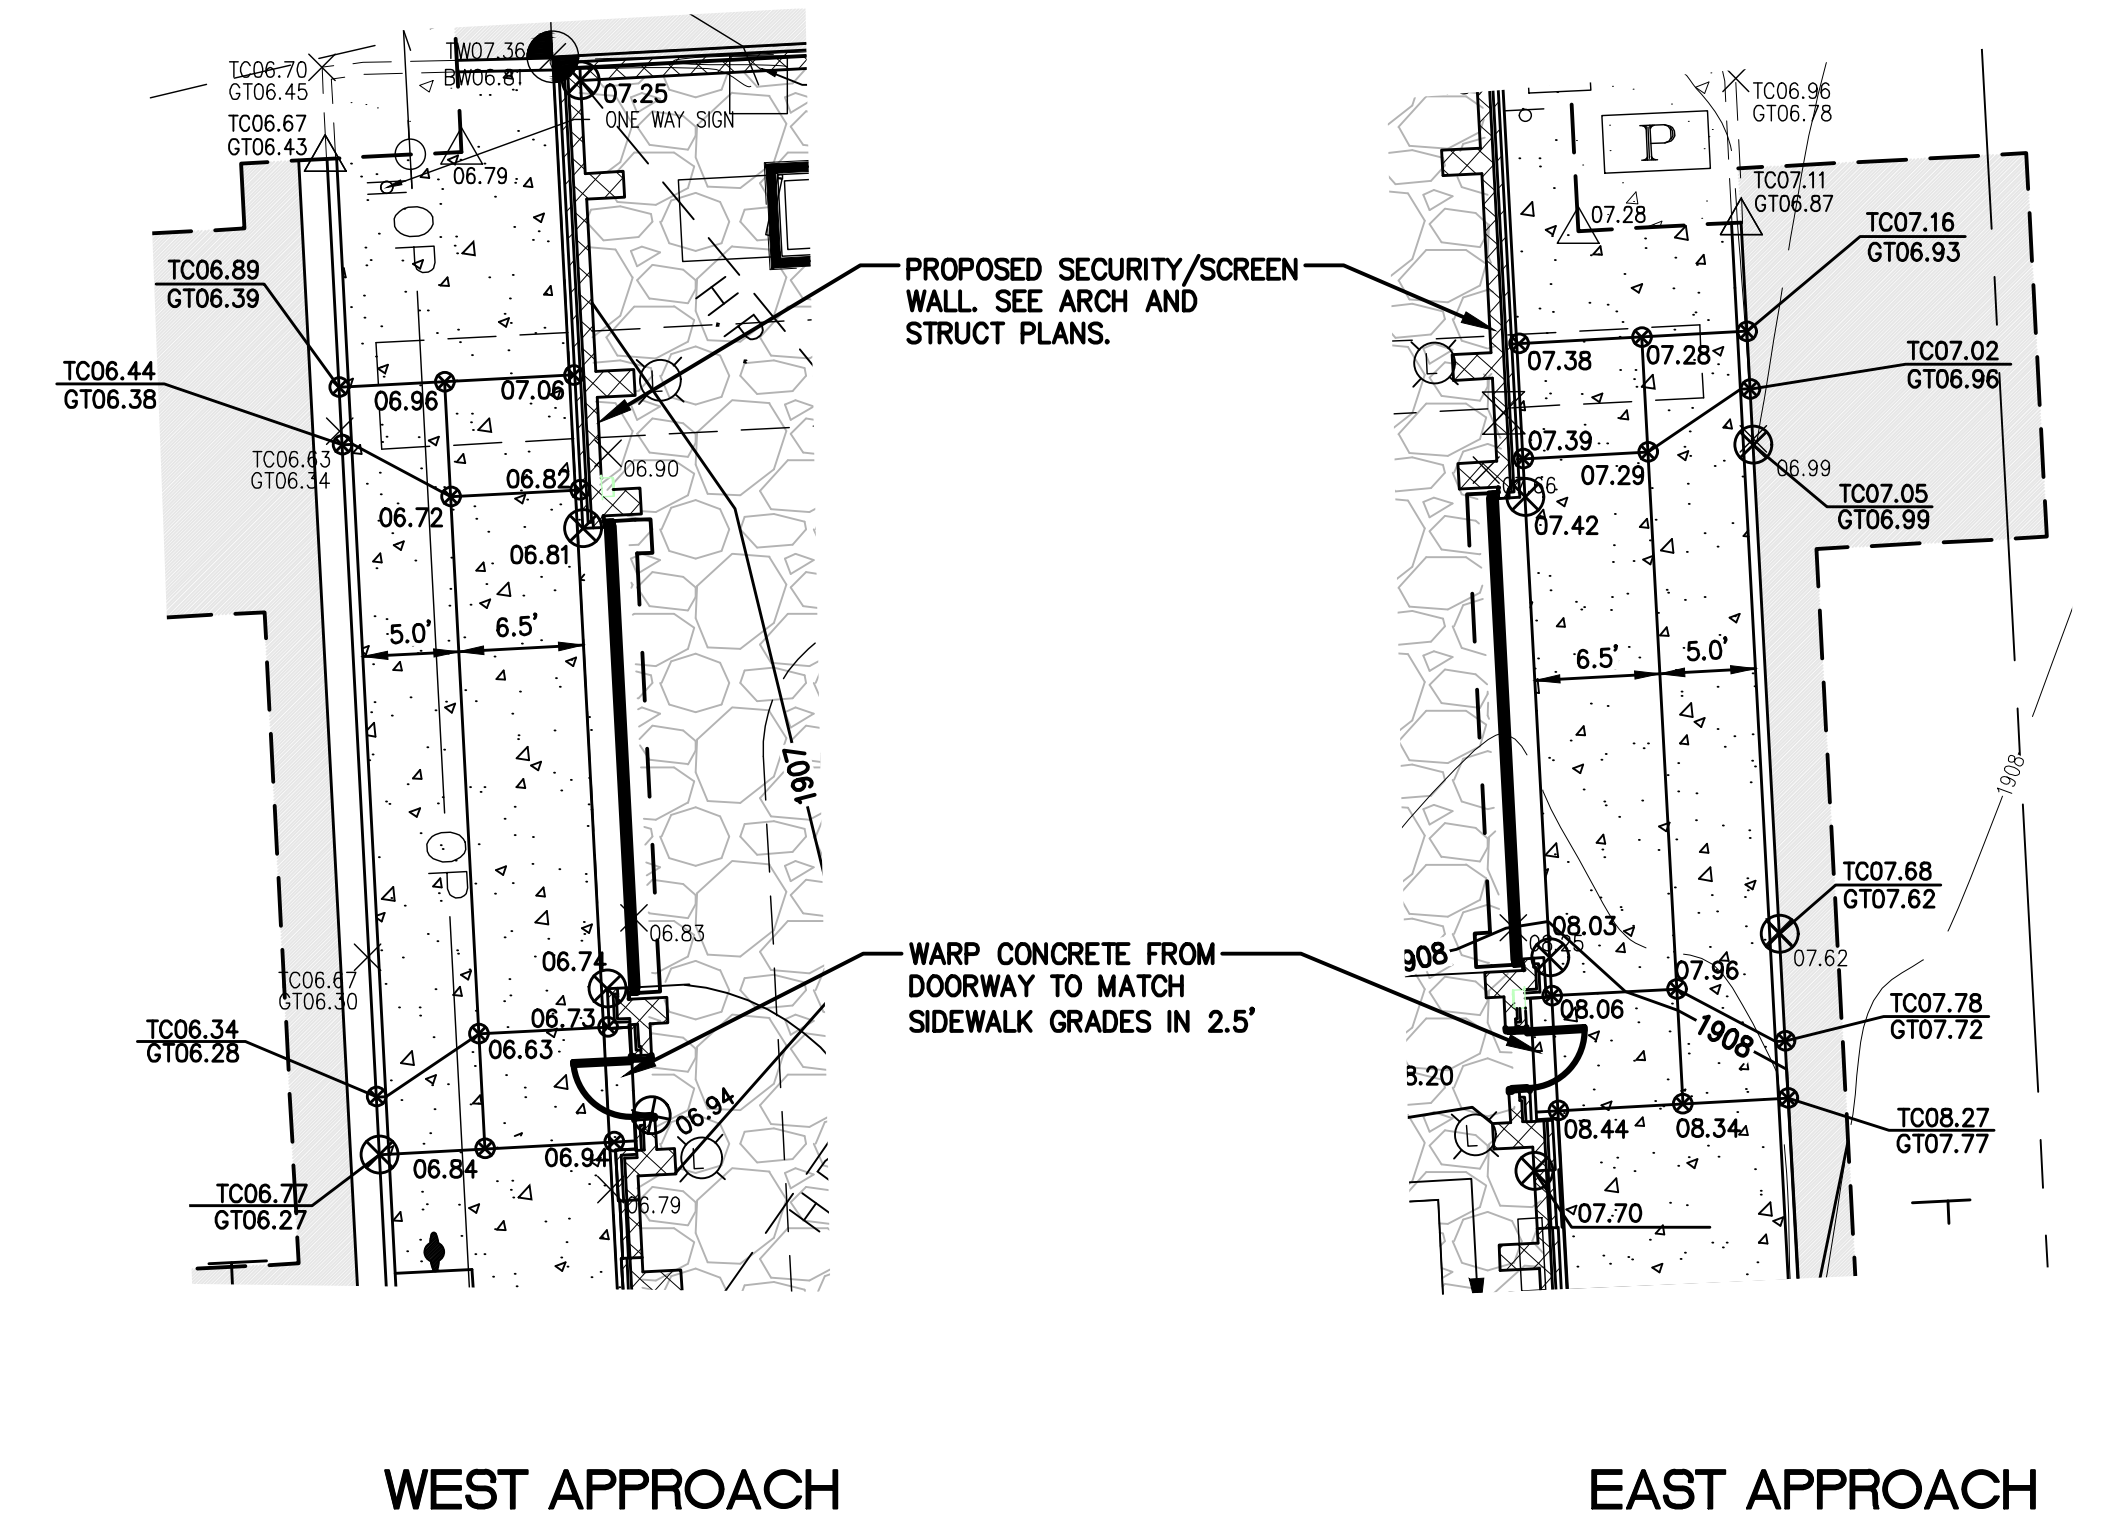 TW07.36
BW06.81
TC06.70
GT06.45
TC06.67
GT06.43
07.25
ONE WAY SIGN
06.79
TC06.89
GT06.39
TC06.44
GT06.38
06.96
07.06
TC06.63
GT06.34
06.82
06.90
06.72
06.81
5.0'
6.5'
1907
06.83
06.74
TC06.67
GT06.30
TC06.34
GT06.28
06.73
06.63
06.94
06.84
06.94
TC06.77
GT06.27
06.79
L
L
PROPOSED SECURITY/SCREEN
WALL. SEE ARCH AND
STRUCT PLANS.
WARP CONCRETE FROM
DOORWAY TO MATCH
SIDEWALK GRADES IN 2.5'
TC06.96
GT06.78
P
TC07.11
GT06.87
07.28
TC07.16
GT06.93
07.38
07.28
TC07.02
GT06.96
07.39
07.29
06.99
TC07.05
GT06.99
07.42
6.5'
5.0'
1908
TC07.68
GT07.62
08.03
07.62
07.96
08.06
TC07.78
GT07.72
1908
08.44
08.34
TC08.27
GT07.77
07.70
L
L
WEST APPROACH
EAST APPROACH